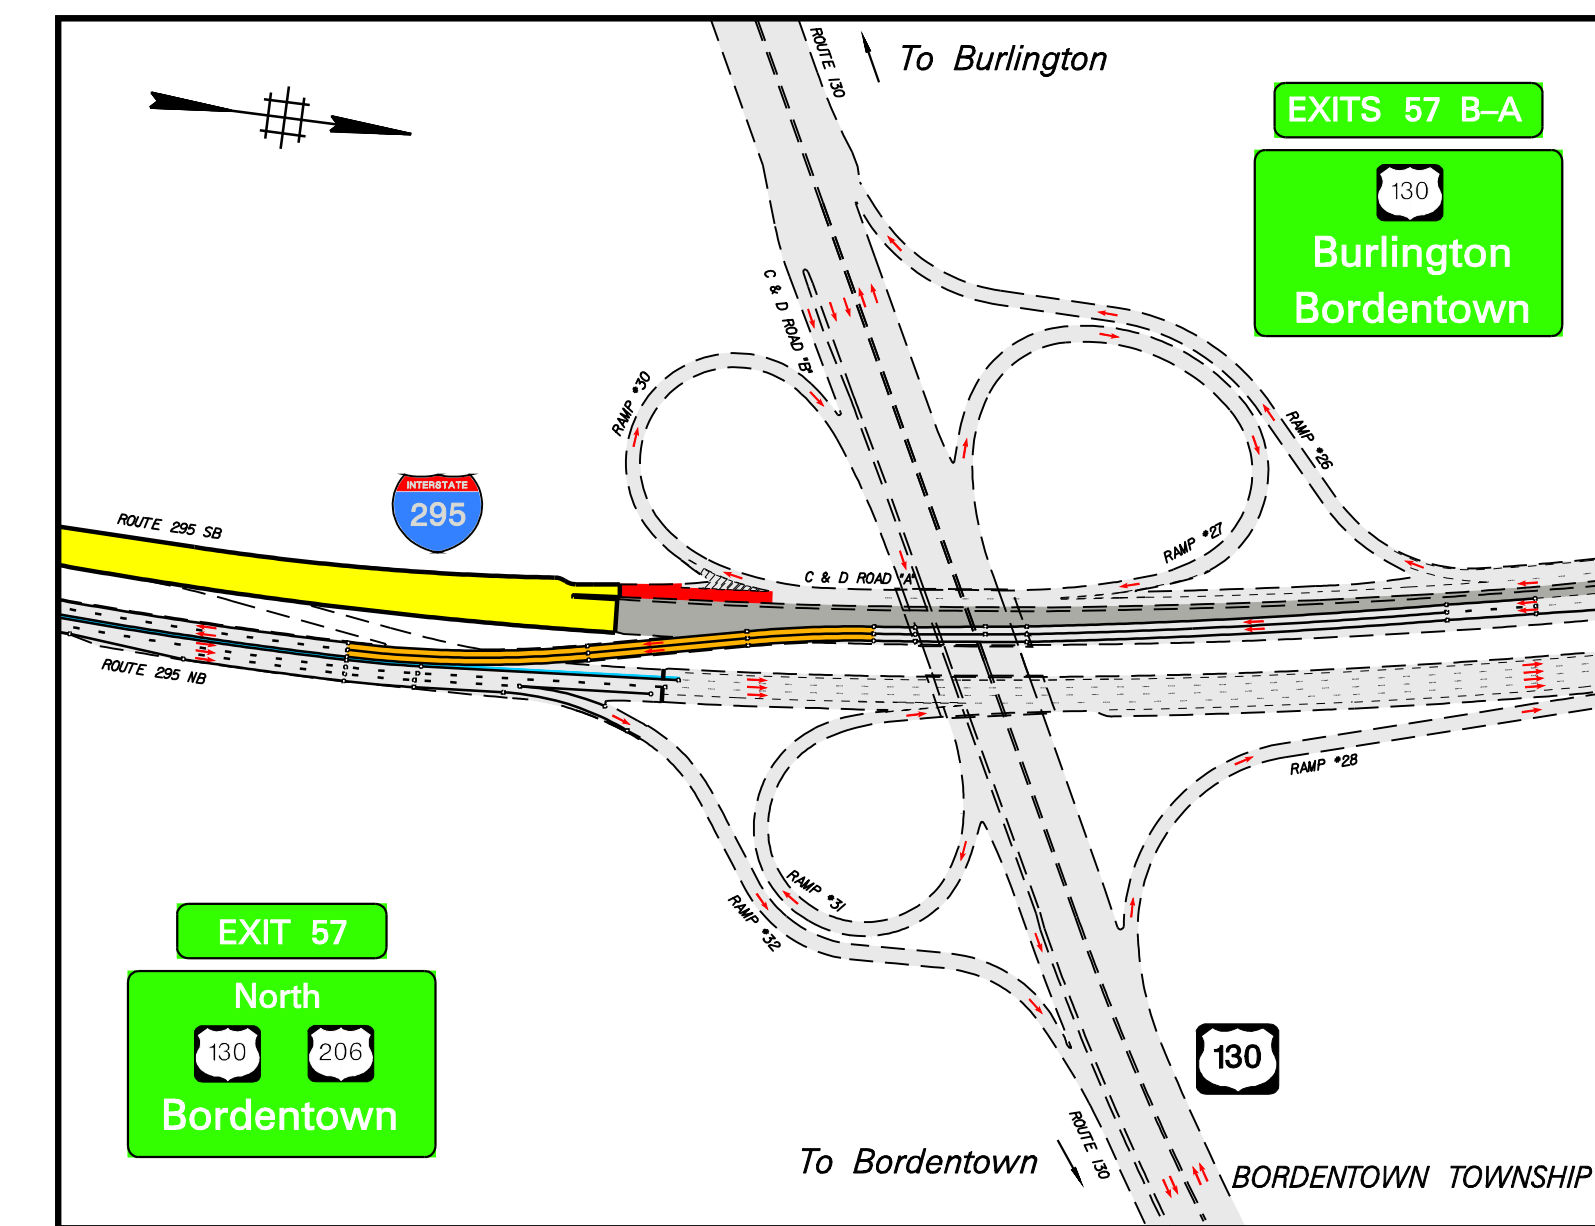 ROUTE 130
To Burlington
EXITS 57 B–A
130
Burlington
Bordentown
C & D ROAD "B"
RAMP #30
RAMP #26
INTERSTATE
295
ROUTE 295 SB
RAMP #27
C & D ROAD "A"
ROUTE 295 NB
RAMP #28
RAMP #31
RAMP #32
EXIT 57
North
130 206
Bordentown
130
ROUTE 130
To Bordentown
BORDENTOWN TOWNSHIP